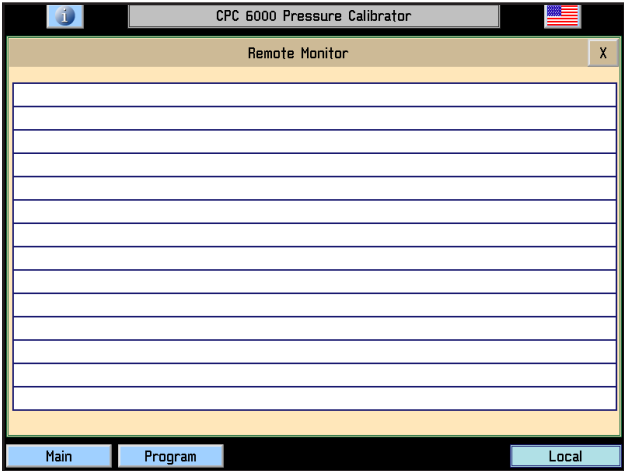 i
CPC 6000 Pressure Calibrator
Remote Monitor
X
Main
Program
Local